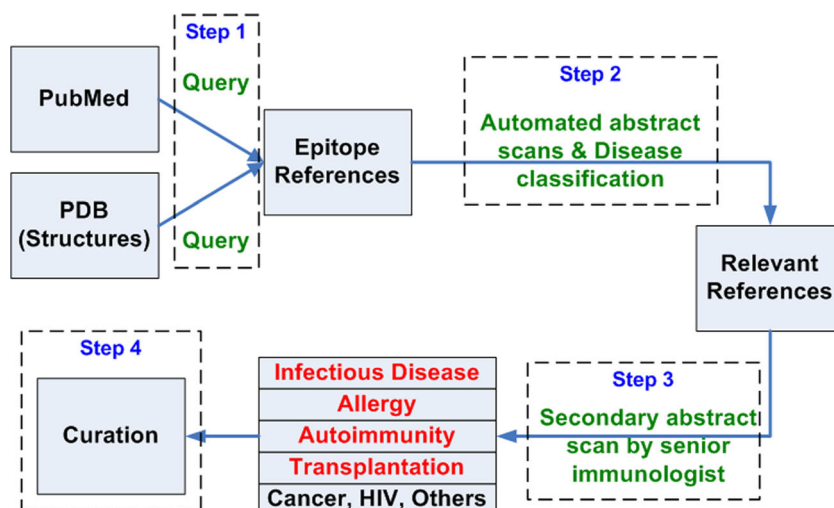 Step 1
Query
PubMed
PDB
(Structures)
Query
Epitope
References
Step 2
Automated abstract
scans & Disease
classification
Relevant
References
Step 3
Secondary abstract
scan by senior
immunologist
Infectious Disease
Allergy
Autoimmunity
Transplantation
Cancer, HIV, Others
Step 4
Curation